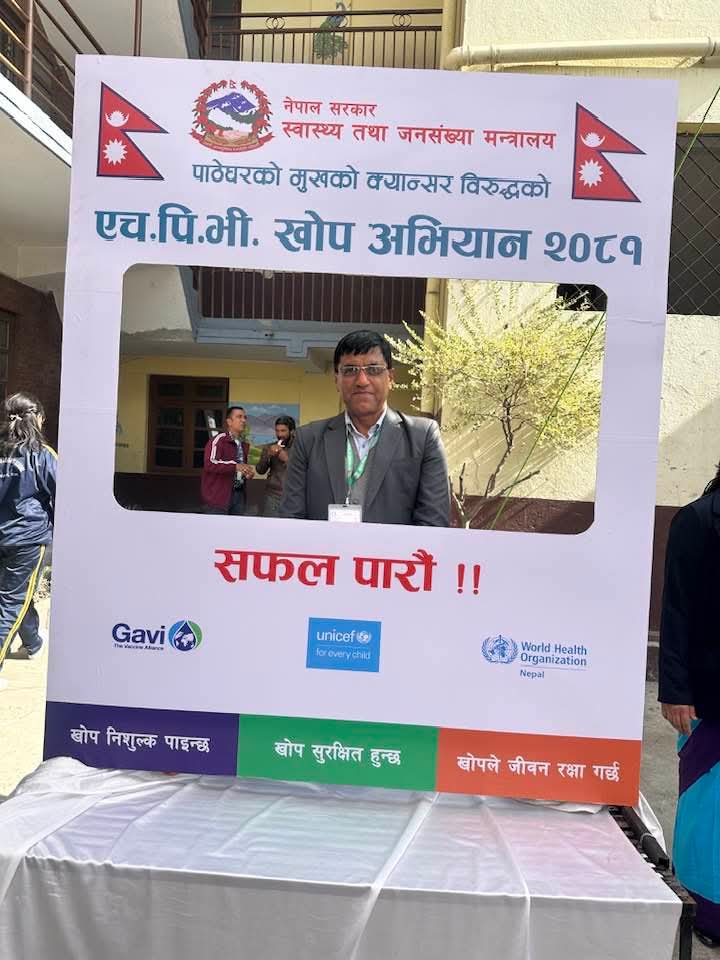 नेपाल सरकार
स्वास्थ्य तथा जनसंख्या मन्त्रालय
पाठेघरको मुखको क्यान्सर विरुद्धको
एच.पि.भी. खोप अभियान २०८१
सफल पारौं !!
Gavi
The Vaccine Alliance
unicef
for every child
World Health
Organization
Nepal
खोप निशुल्क पाइन्छ
खोप सुरक्षित हुन्छ
खोपले जीवन रक्षा गर्छ